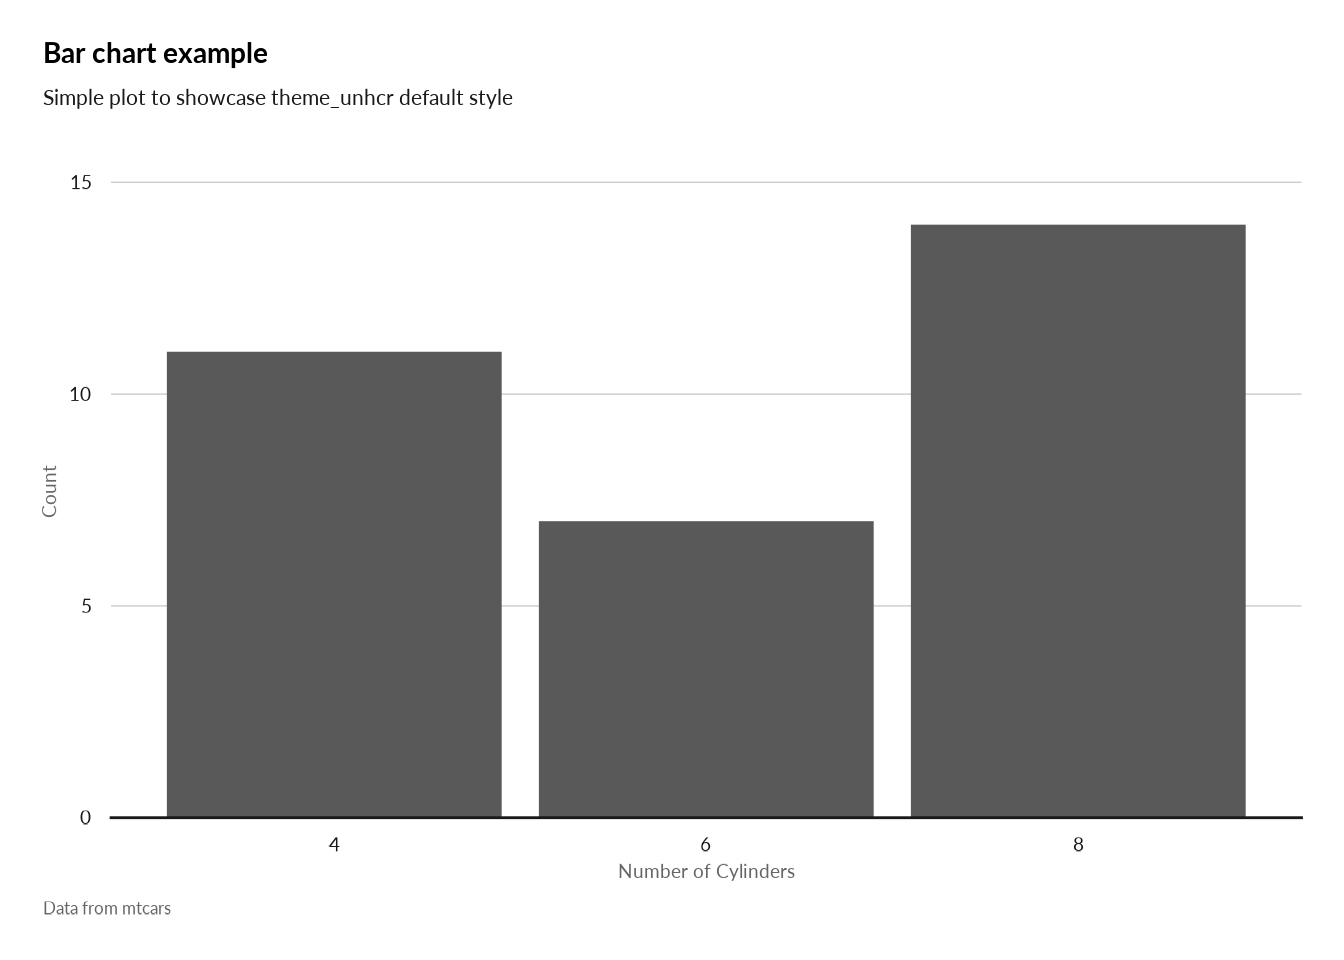 Bar chart example
Simple plot to showcase theme_unhcr default style
15
10
5
0
Count
4 6 8
Number of Cylinders
Data from mtcars